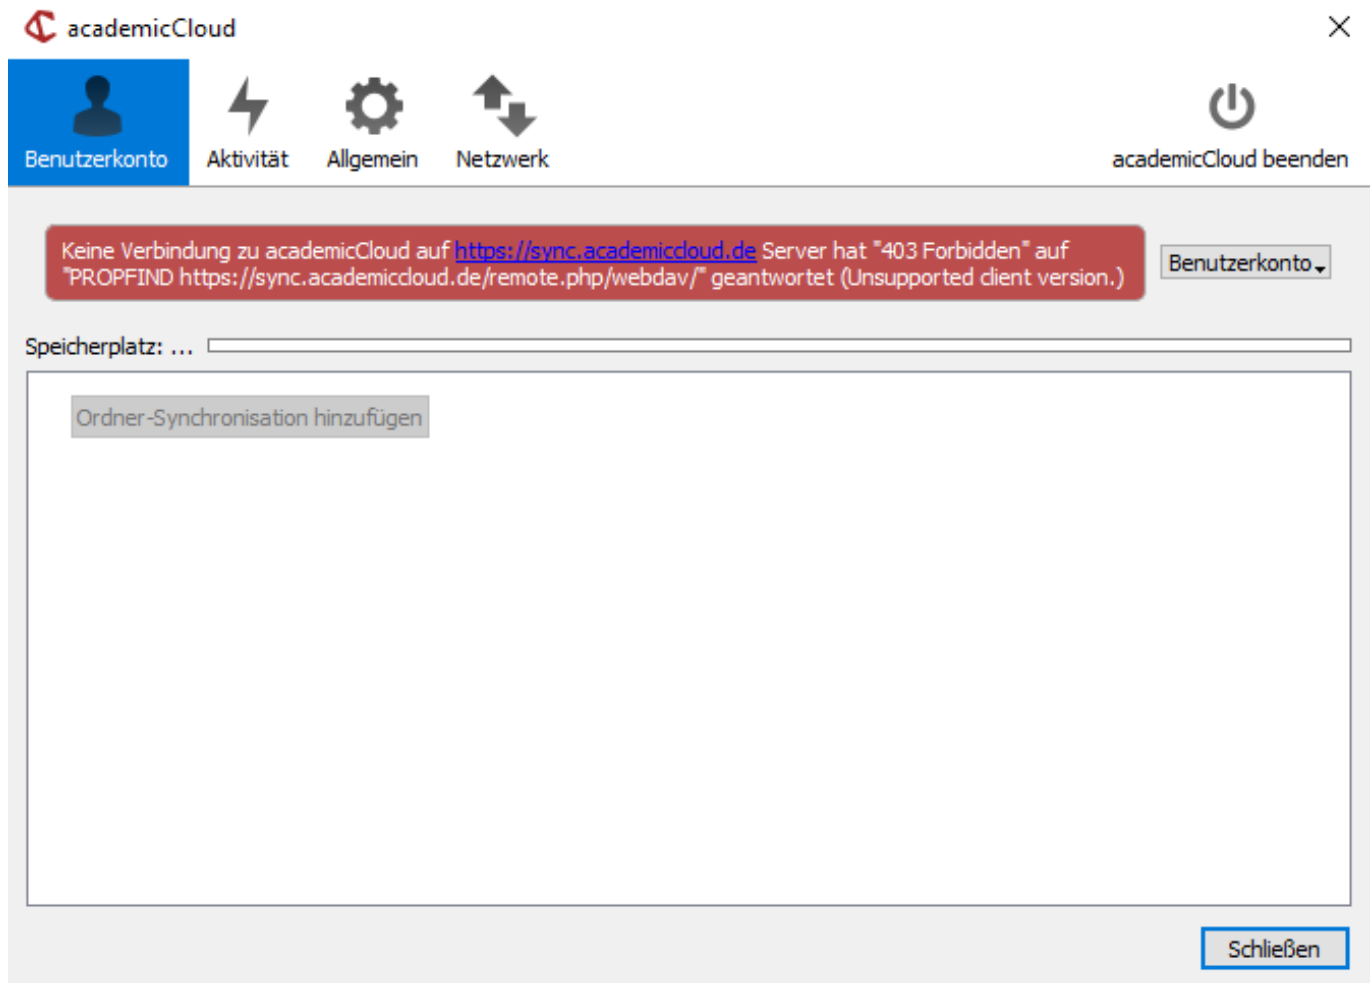 academicCloud
Benutzerkonto
Aktivität
Allgemein
Netzwerk
academicCloud beenden
Keine Verbindung zu academicCloud auf https://sync.academiccloud.de Server hat "403 Forbidden" auf
"PROPFIND https://sync.academiccloud.de/remote.php/webdav/" geantwortet (Unsupported client version.)
Benutzerkonto
Speicherplatz: ...
Ordner-Synchronisation hinzufügen
Schließen